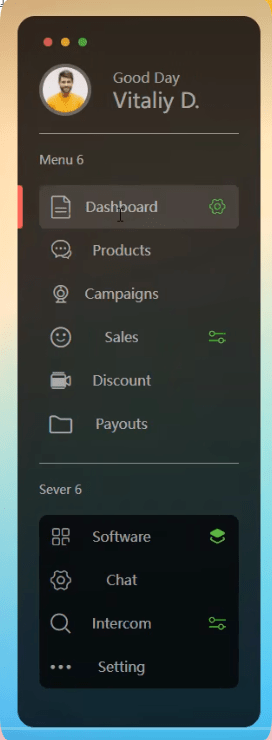 Good Day
Vitaliy D.
Menu 6
Dashboard
Products
Campaigns
Sales
Discount
Payouts
Sever 6
Software
Chat
Intercom
Setting